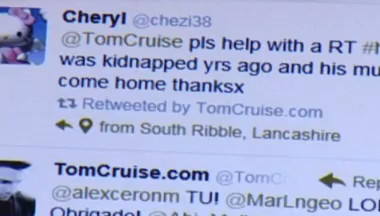 Cheryl @chezi38
@TomCruise pls help with a RT
was kidnapped yrs ago and his mu
come home thanksx
Retweeted by TomCruise.com
from South Ribble, Lancashire
TomCruise.com @TomC
@alexceronm TU! @MarLngeo LO
Obrigado!